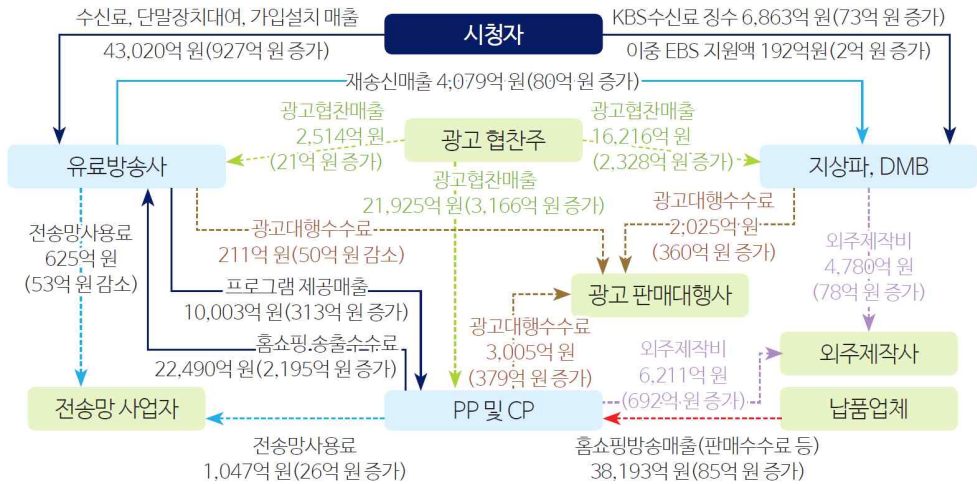 수신료, 단말장치대여, 가입설치 매출
43,020억 원(927억 원 증가)
시청자
KBS수신료 징수 6,863억 원(73억 원 증가)
이중 EBS 지원액 192억원(2억 원 증가)
재송신매출 4,079억 원(80억 원 증가)
광고협찬매출
2,514억 원
(21억 원 증가)
광고 협찬주
광고협찬매출
16,216억 원
(2,328억원 증가)
유료방송사
지상파, DMB
광고협찬매출
21,925억 원(3,166억 원 증가)
전송망사용료
625억 원
(53억 원 감소)
광고대행수수료
211억 원(50억 원 감소)
광고대행수수료
2,025억 원
(360억 원 증가)
외주제작비
4,780억 원
(78억 원 증가)
프로그램 제공매출
10,003억 원(313억 원 증가)
광고 판매대행사
홈쇼핑 송출수수료
22,490억 원(2,195억 원 증가)
광고대행수수료
3,005억 원
(379억 원 증가)
외주제작비
6,211억 원
(692억 원 증가)
외주제작사
전송망 사업자
PP 및 CP
납품업체
전송망사용료
1,047억 원(26억 원 증가)
홈쇼핑방송매출(판매수수료 등)
38,193억 원(85억 원 증가)